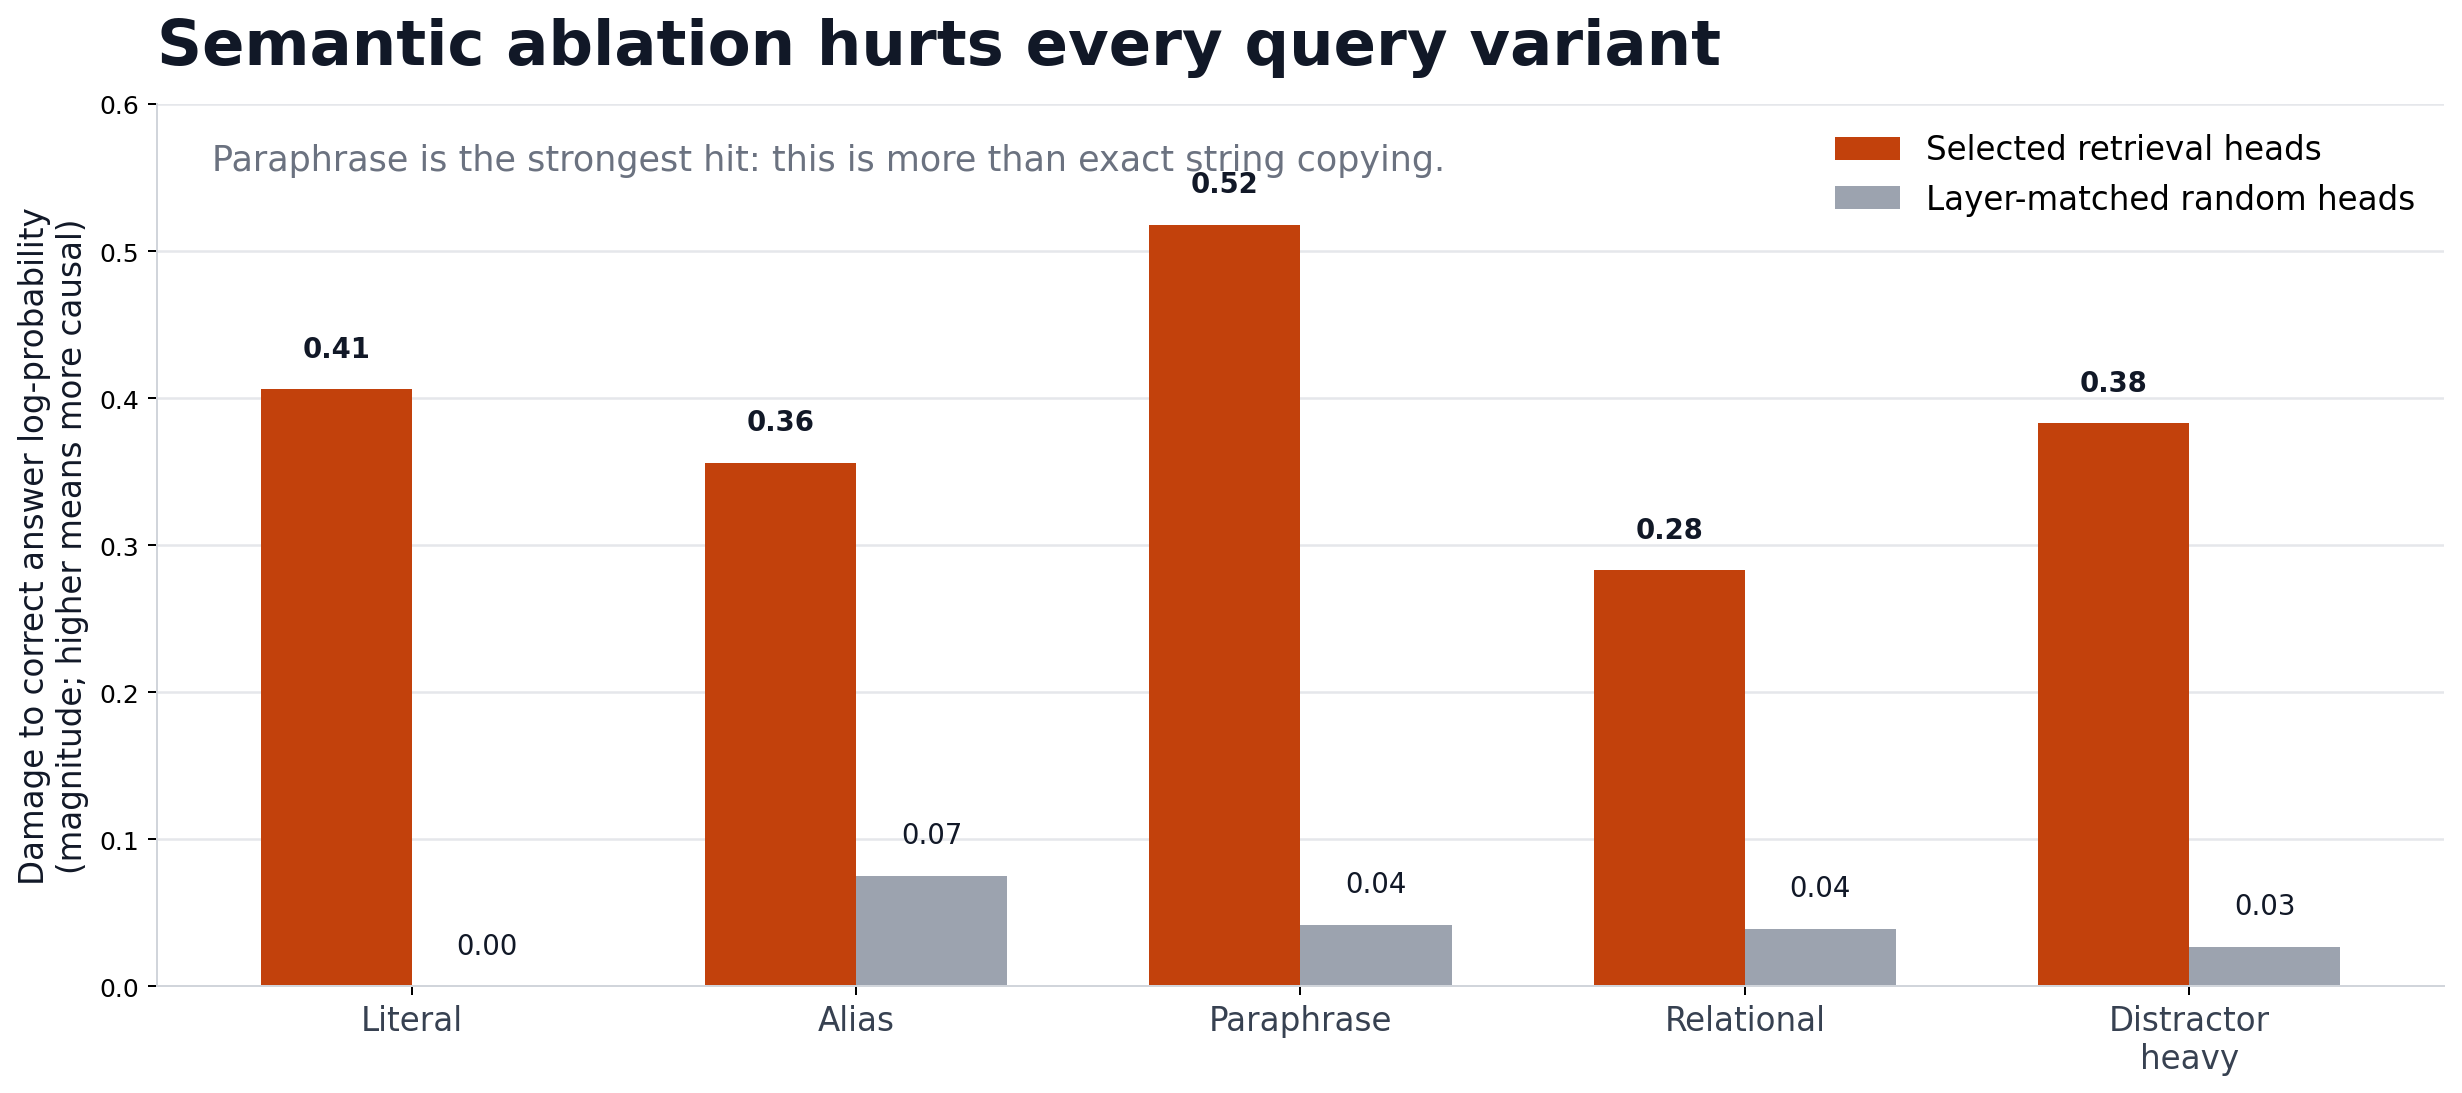 Semantic ablation hurts every query variant
Paraphrase is the strongest hit: this is more than exact string copying.
Selected retrieval heads
Layer-matched random heads
Damage to correct answer log-probability
(magnitude; higher means more causal)
0.6
0.5
0.4
0.3
0.2
0.1
0.0
0.41
0.00
0.36
0.07
0.52
0.04
0.28
0.04
0.38
0.03
Literal
Alias
Paraphrase
Relational
Distractor
heavy